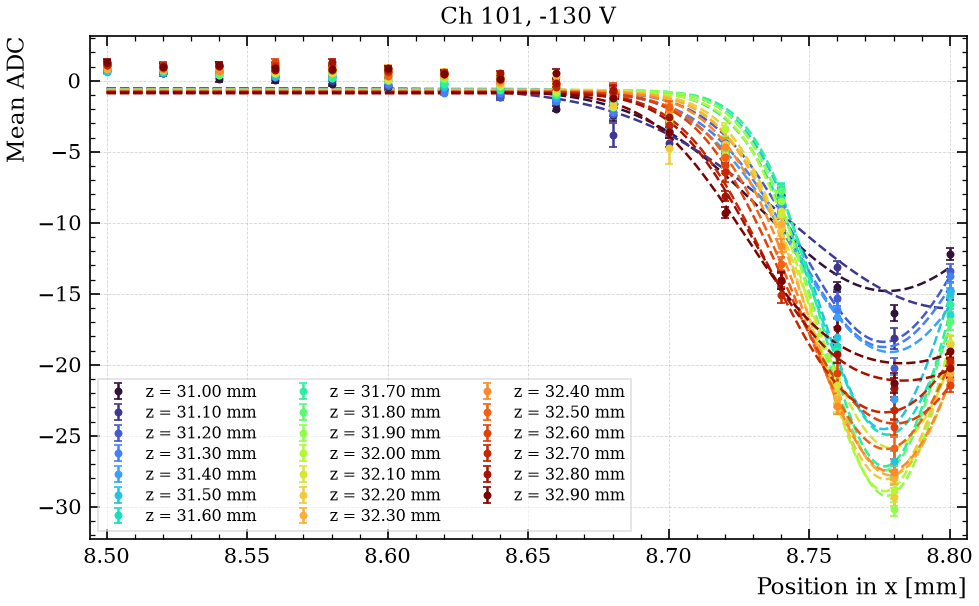 Ch 101, -130 V
Mean ADC
0
−5
−10
−15
−20
−25
−30
z = 31.00 mm
z = 31.10 mm
z = 31.20 mm
z = 31.30 mm
z = 31.40 mm
z = 31.50 mm
z = 31.60 mm
z = 31.70 mm
z = 31.80 mm
z = 31.90 mm
z = 32.00 mm
z = 32.10 mm
z = 32.20 mm
z = 32.30 mm
z = 32.40 mm
z = 32.50 mm
z = 32.60 mm
z = 32.70 mm
z = 32.80 mm
z = 32.90 mm
8.50 8.55 8.60 8.65 8.70 8.75 8.80
Position in x [mm]